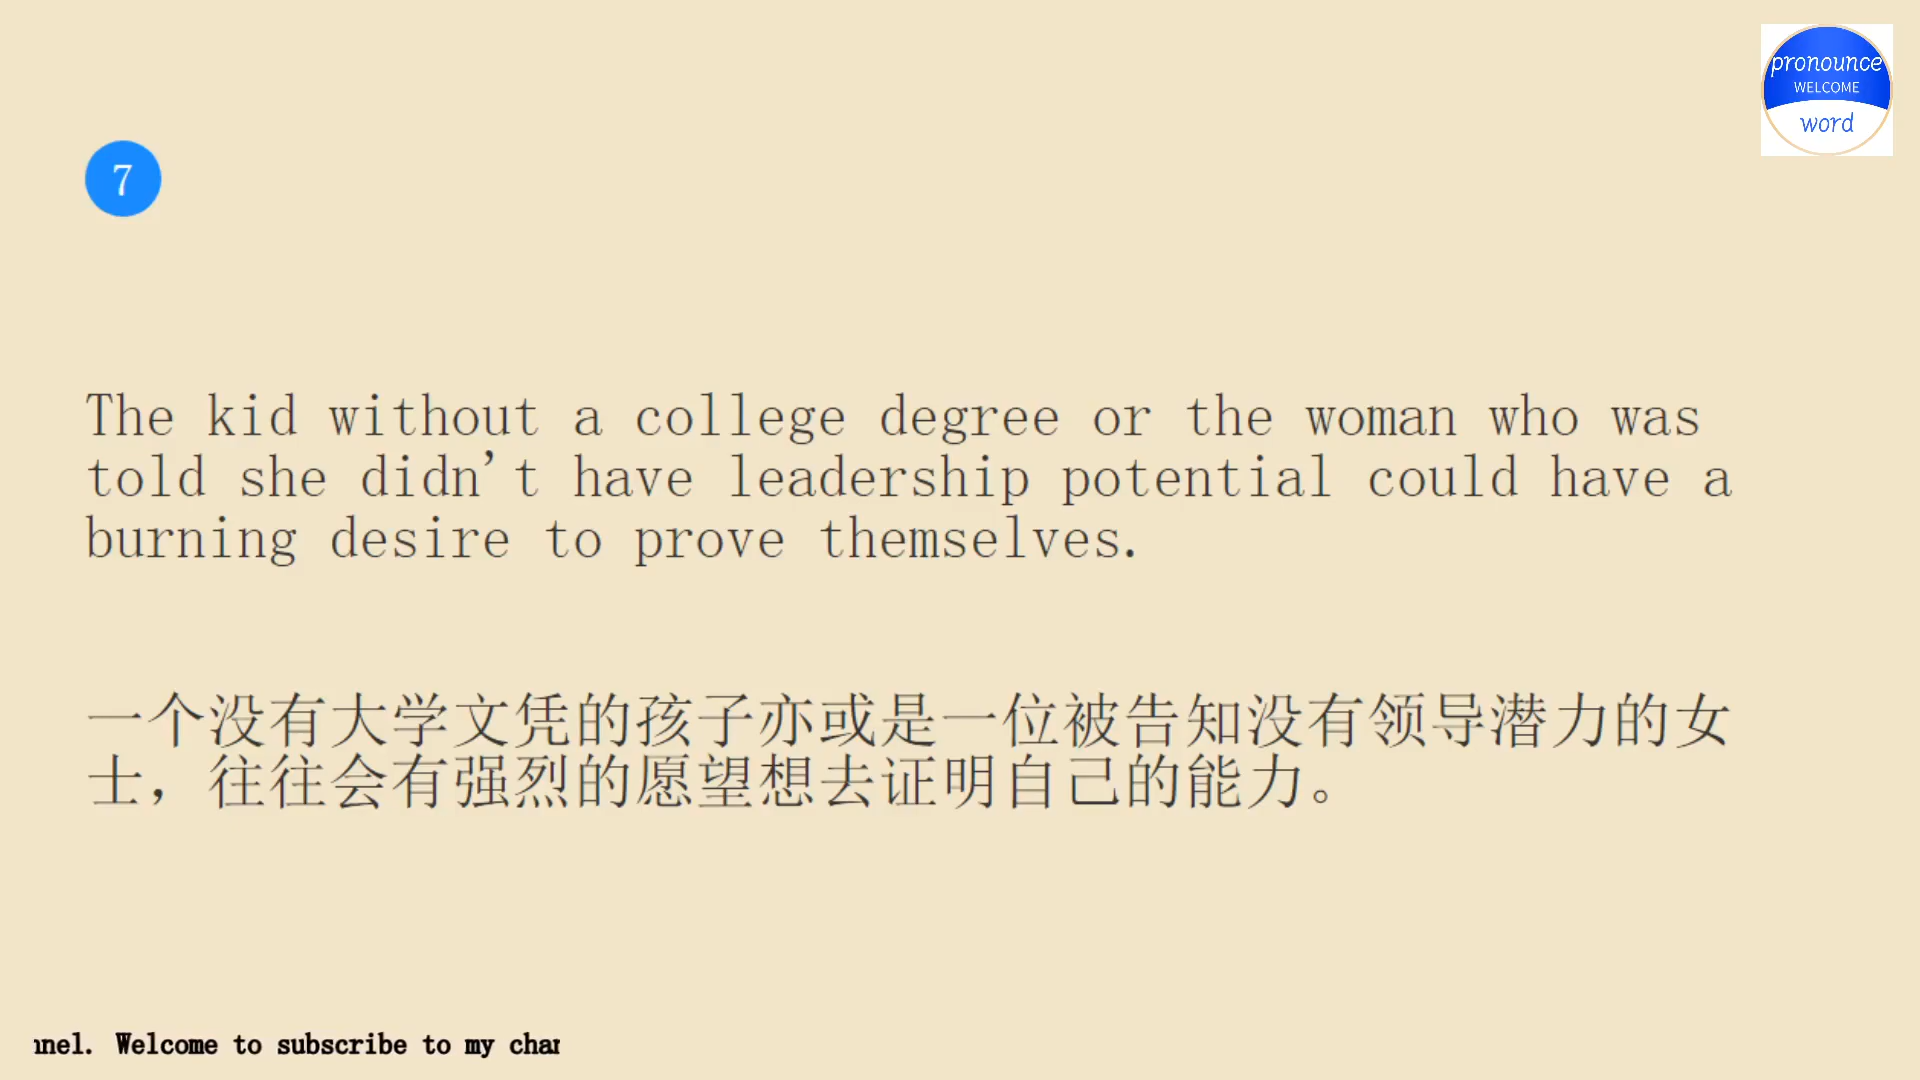 pronounce
WELCOME
word
7
The kid without a college degree or the woman who was
told she didn't have leadership potential could have a
burning desire to prove themselves.
一个没有大学文凭的孩子亦或是一位被告知没有领导潜力的女
士，往往会有强烈的愿望想去证明自己的能力。
nnel. Welcome to subscribe to my chan